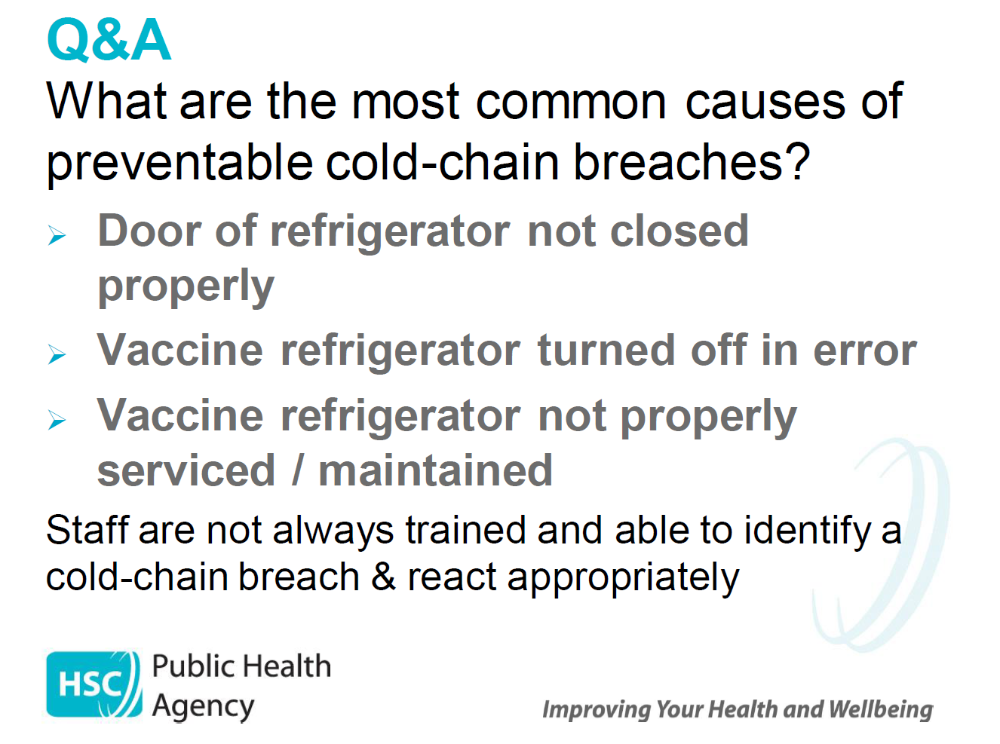 Q&A
What are the most common causes of
preventable cold-chain breaches?
Door of refrigerator not closed
properly
Vaccine refrigerator turned off in error
Vaccine refrigerator not properly
serviced / maintained
Staff are not always trained and able to identify a
cold-chain breach & react appropriately
HSC Public Health
Agency
Improving Your Health and Wellbeing